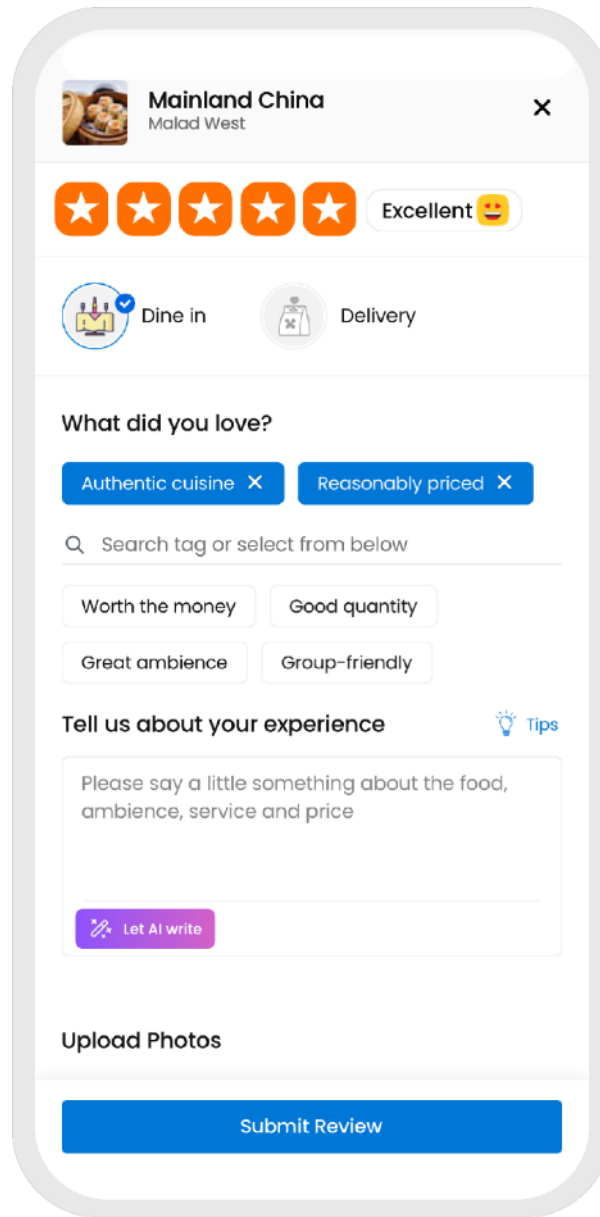 Mainland China
Malad West
Excellent
Dine in
Delivery
What did you love?
Authentic cuisine
Reasonably priced
Search tag or select from below
Worth the money
Good quantity
Great ambience
Group-friendly
Tell us about your experience
Tips
Please say a little something about the food,
ambience, service and price
Let AI write
Upload Photos
Submit Review